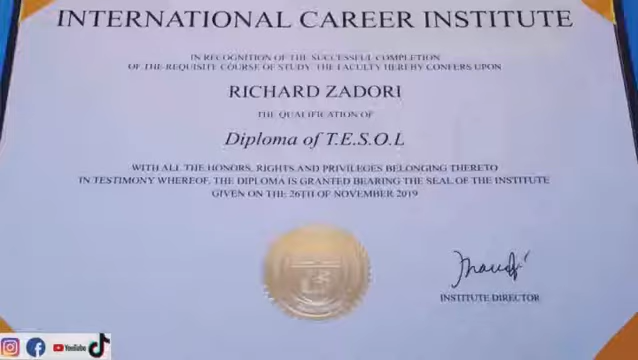 INTERNATIONAL CAREER INSTITUTE
IN RECOGNITION OF THE SUCCESSFUL COMPLETION
OF THE REQUISITE COURSE OF STUDY THE FACULTY HEREBY CONFERS UPON
RICHARD ZADORI
THE QUALIFICATION OF
Diploma of T.E.S.O.L
WITH ALL THE HONORS, RIGHTS AND PRIVILEGES BELONGING THERETO
IN TESTIMONY WHEREOF, THE DIPLOMA IS GRANTED BEARING THE SEAL OF THE INSTITUTE
GIVEN ON THE 26TH OF NOVEMBER 2019
INSTITUTE DIRECTOR
YouTube